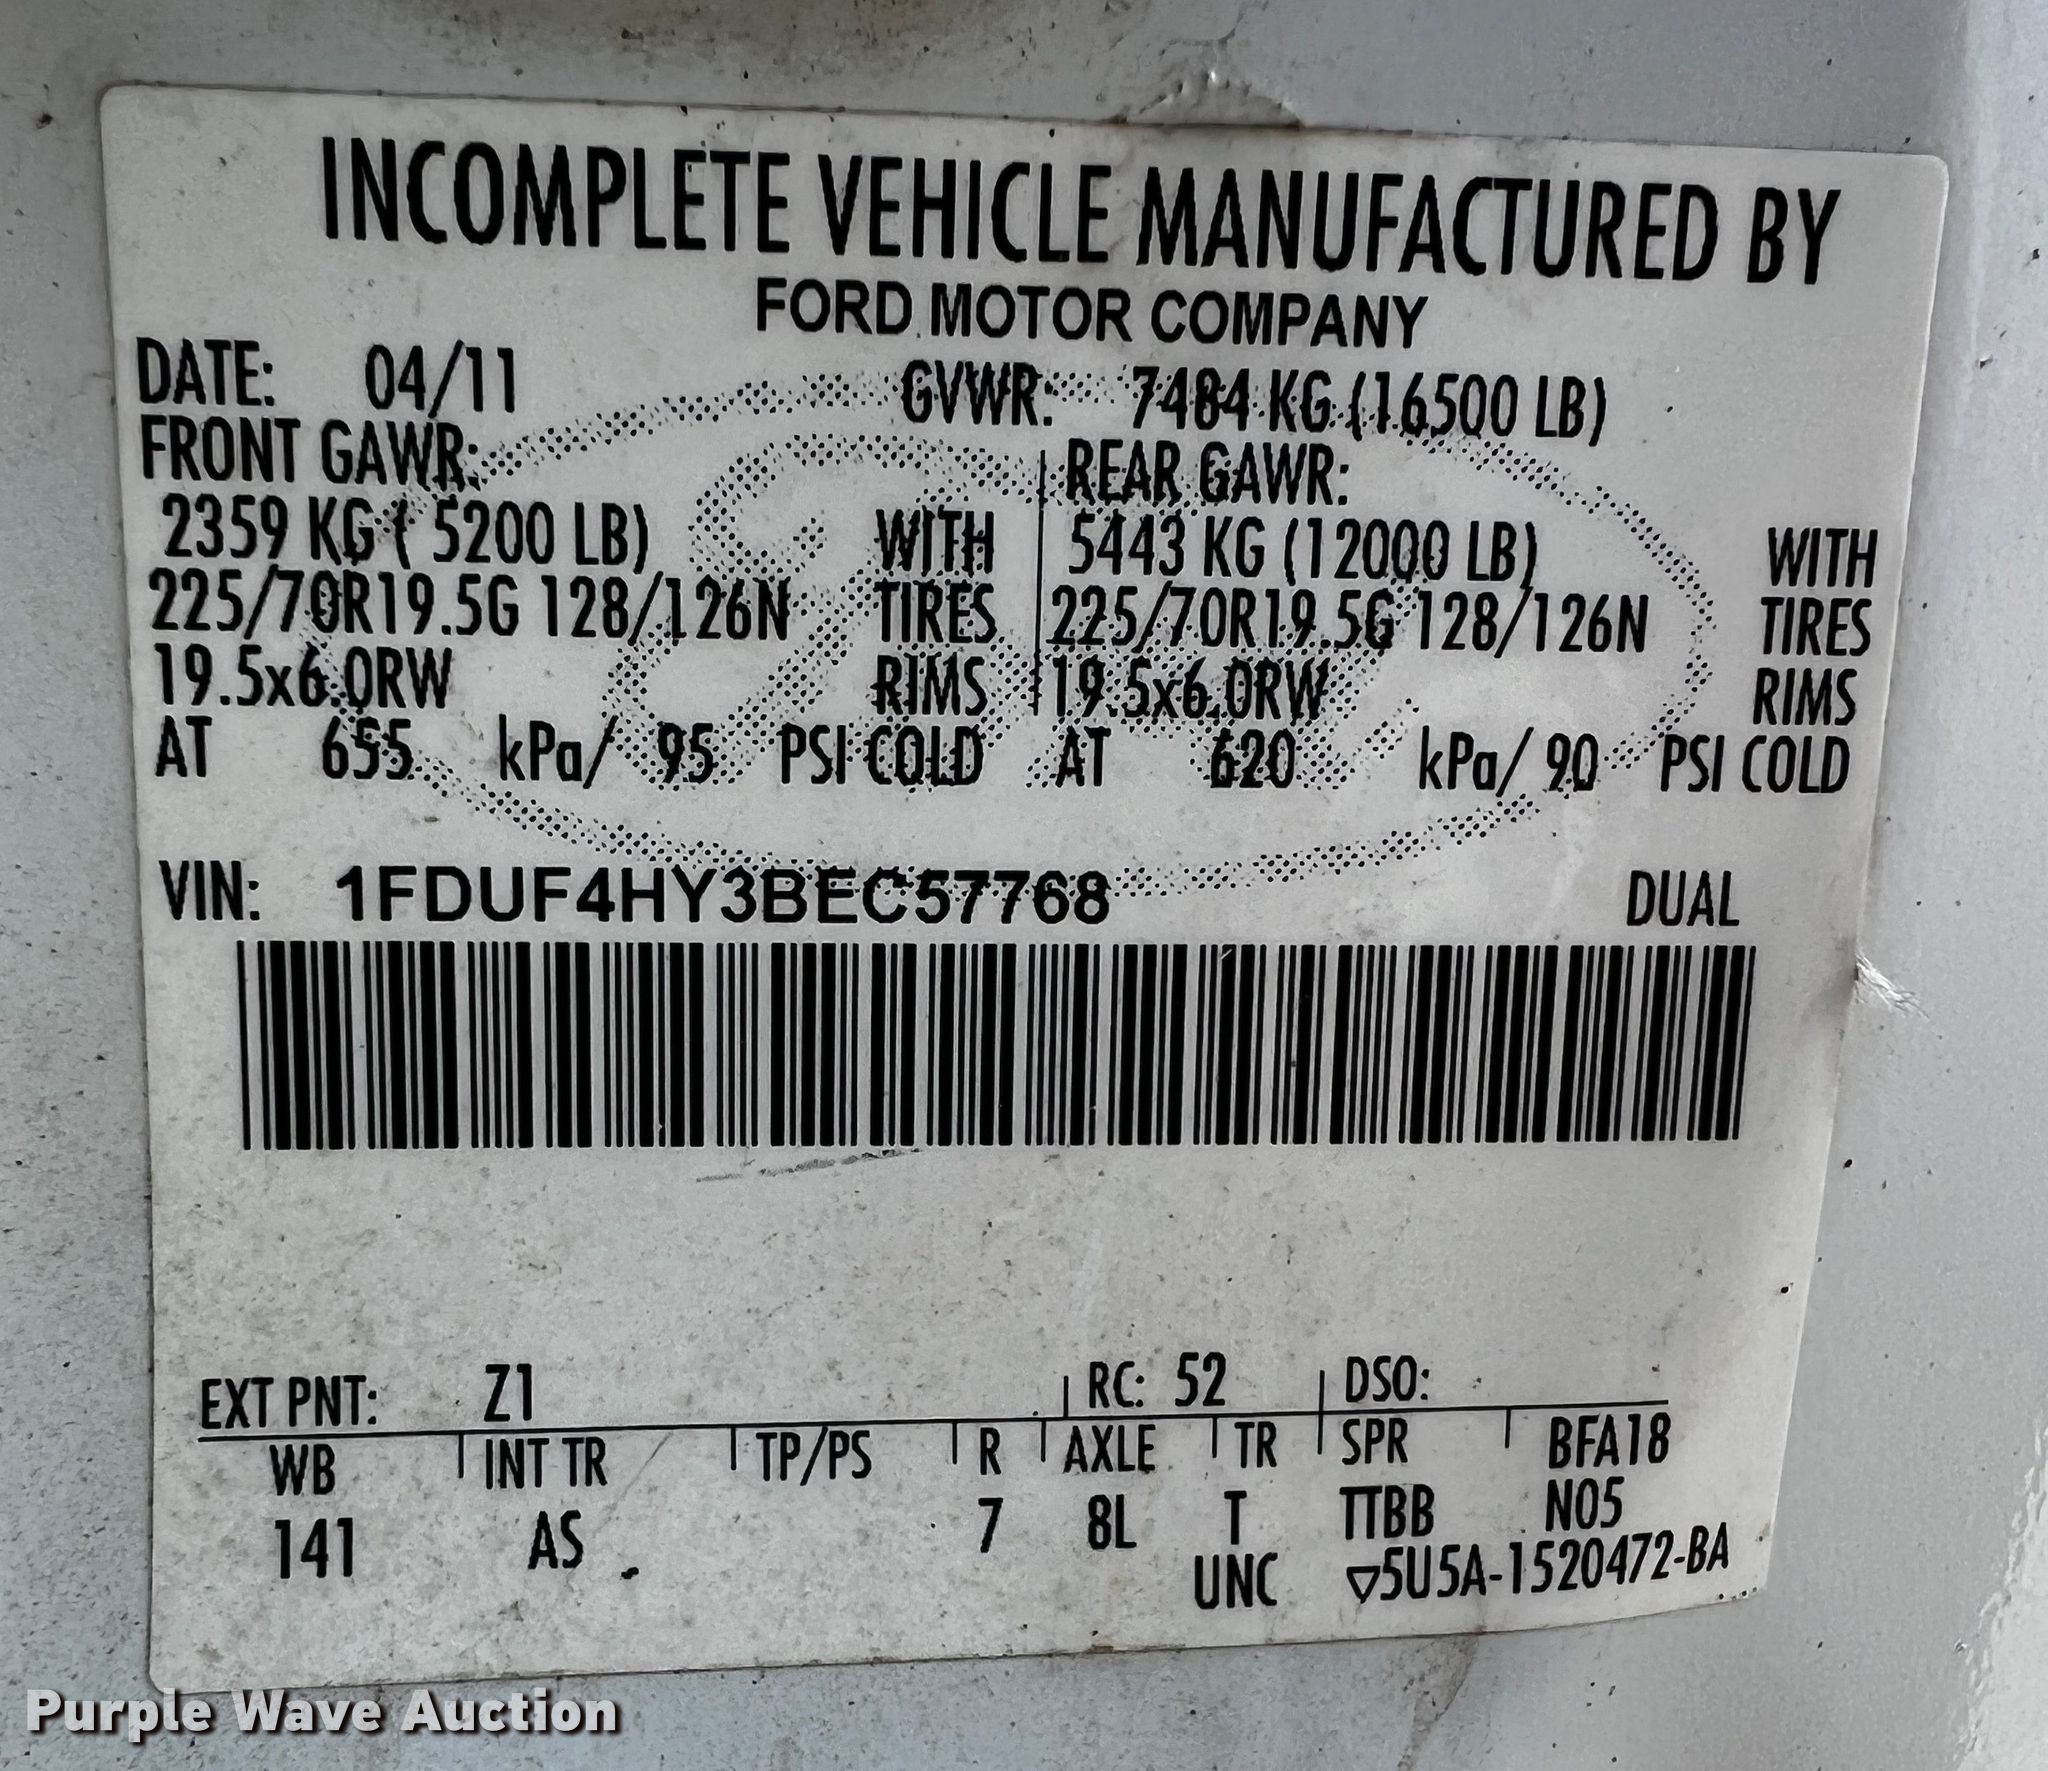 INCOMPLETE VEHICLE MANUFACTURED BY
FORD MOTOR COMPANY
DATE: 04/11 GVWR: 7484 KG (16500 LB)
FRONT GAWR: REAR GAWR:
2359 KG ( 5200 LB) WITH 5443 KG (12000 LB) WITH
225/70R19.5G 128/126N TIRES 225/70R19.5G 128/126N TIRES
19.5x6.0RW RIMS 19.5x6.0RW RIMS
AT 655 kPa/ 95 PSI COLD AT 620 kPa/ 90 PSI COLD
VIN: 1FDUF4HY3BEC57768 DUAL
EXT PNT: Z1 RC: 52 DSO:
WB INT TR TP/PS R AXLE TR SPR BFA18
141 AS 7 8L T TTBB N05
UNC ▽5U5A-1520472-BA
Purple Wave Auction